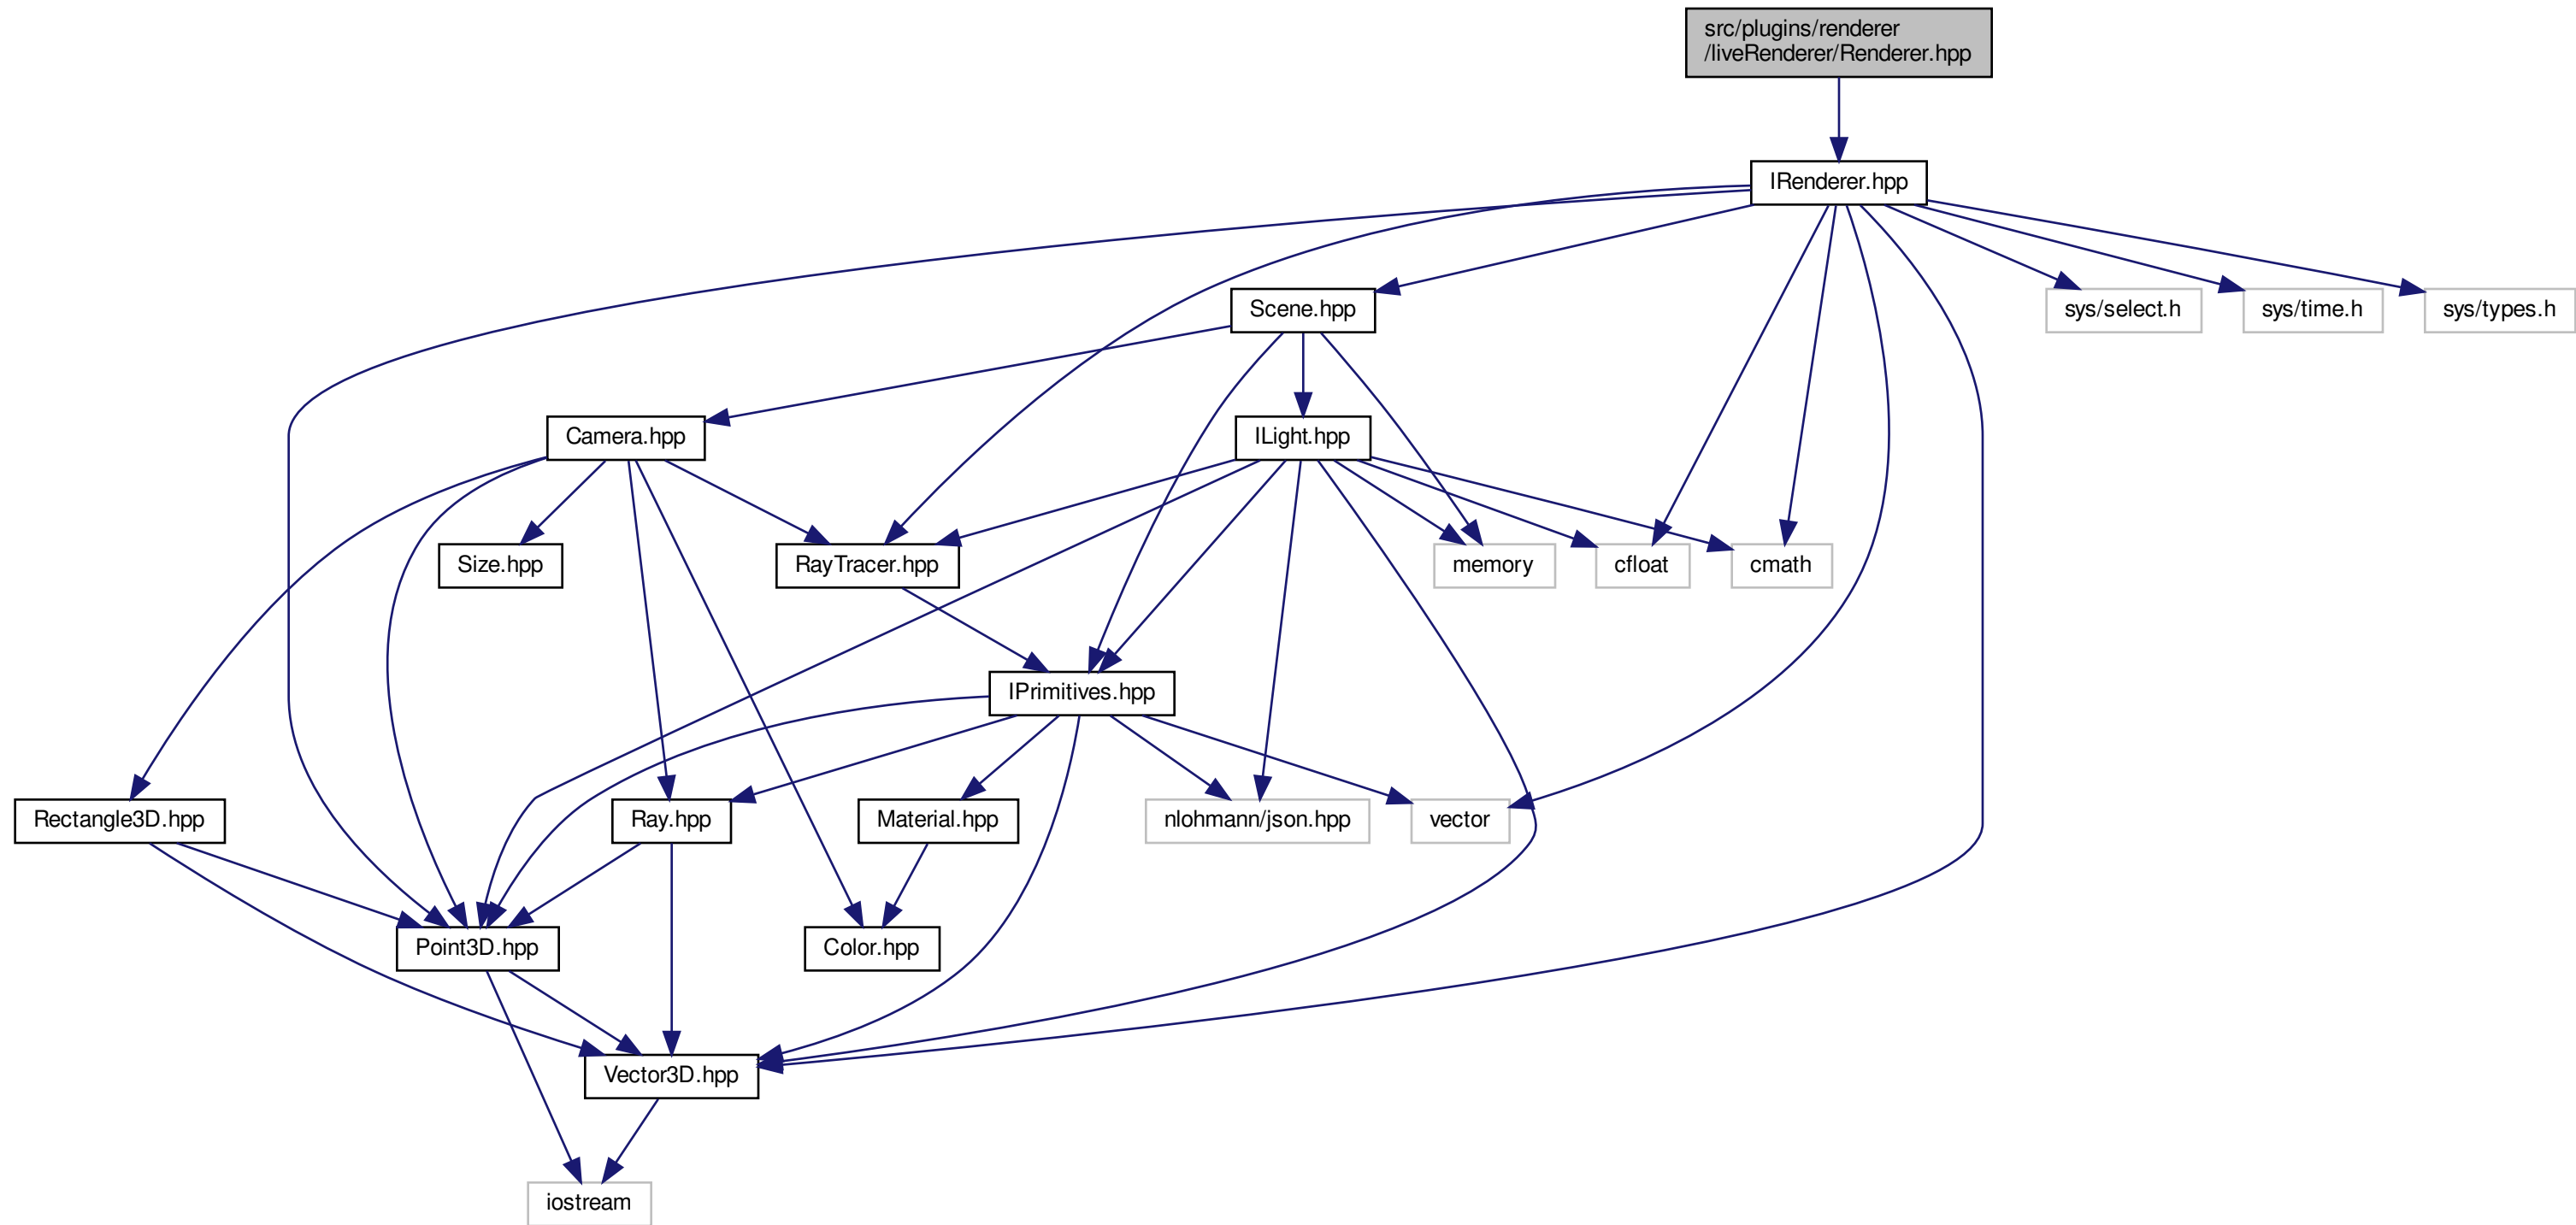 src/plugins/renderer
/liveRenderer/Renderer.hpp
IRenderer.hpp
Scene.hpp
sys/select.h
sys/time.h
sys/types.h
Camera.hpp
ILight.hpp
Size.hpp
RayTracer.hpp
memory
cfloat
cmath
IPrimitives.hpp
Rectangle3D.hpp
Ray.hpp
Material.hpp
nlohmann/json.hpp
vector
Point3D.hpp
Color.hpp
Vector3D.hpp
iostream